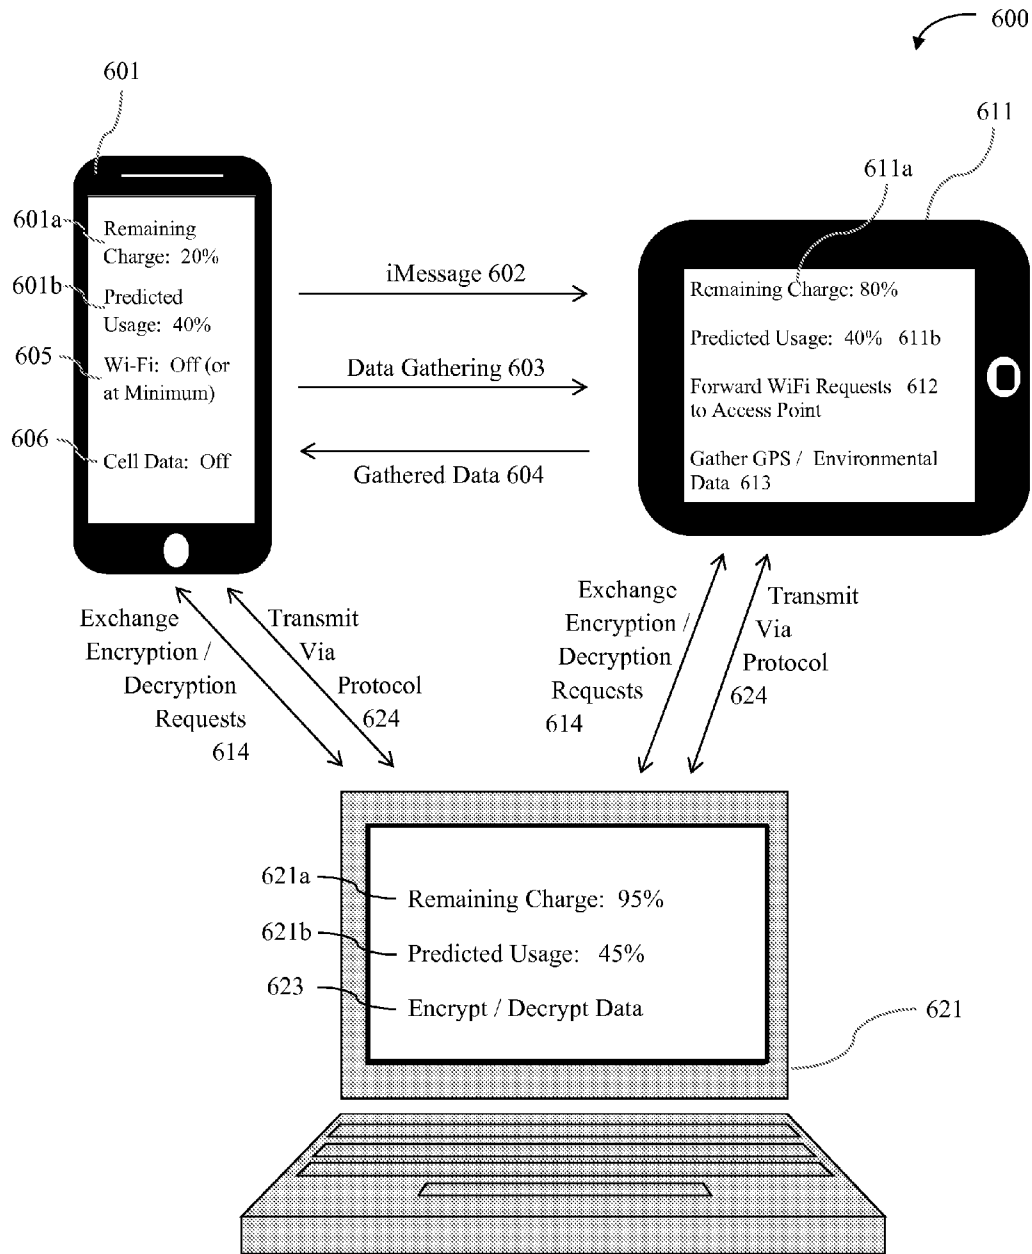 600
601
611
611a
601a
Remaining
Charge: 20%
601b
Predicted
Usage: 40%
605
Wi-Fi: Off (or
at Minimum)
606
Cell Data: Off
iMessage 602
Data Gathering 603
Gathered Data 604
Remaining Charge: 80%
Predicted Usage: 40% 611b
Forward WiFi Requests 612
to Access Point
Gather GPS / Environmental
Data 613
Exchange
Encryption /
Decryption
Requests
614
Transmit
Via
Protocol
624
Exchange
Encryption /
Decryption
Requests
614
Transmit
Via
Protocol
624
621a
Remaining Charge: 95%
621b
Predicted Usage: 45%
623
Encrypt / Decrypt Data
621